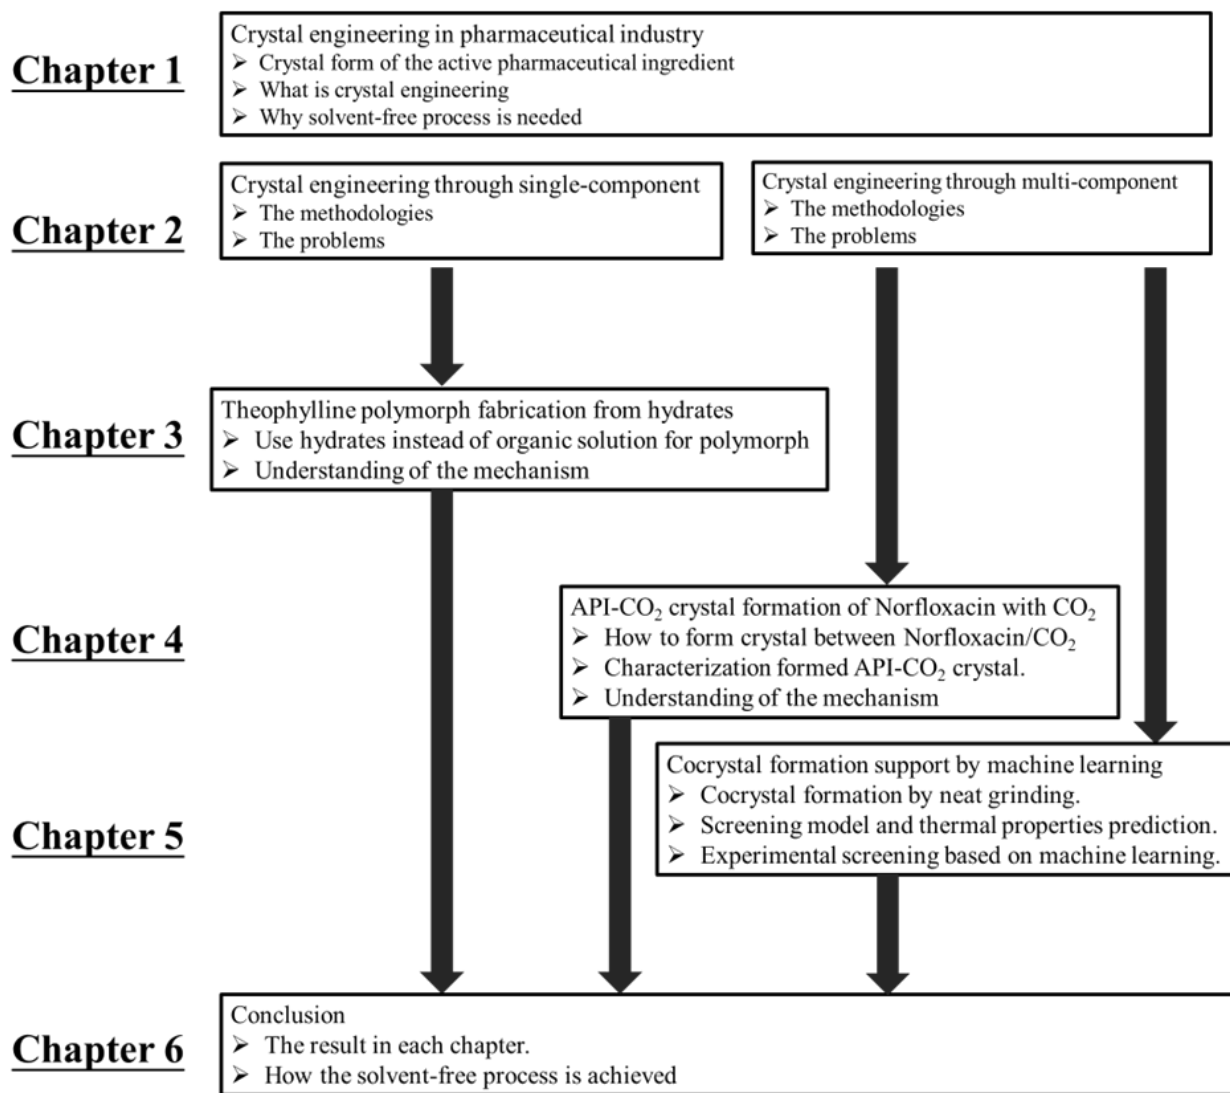 Chapter 1
Crystal engineering in pharmaceutical industry
➢ Crystal form of the active pharmaceutical ingredient
➢ What is crystal engineering
➢ Why solvent-free process is needed
Chapter 2
Crystal engineering through single-component
➢ The methodologies
➢ The problems
Crystal engineering through multi-component
➢ The methodologies
➢ The problems
Chapter 3
Theophylline polymorph fabrication from hydrates
➢ Use hydrates instead of organic solution for polymorph
➢ Understanding of the mechanism
Chapter 4
API-CO₂ crystal formation of Norfloxacin with CO₂
➢ How to form crystal between Norfloxacin/CO₂
➢ Characterization formed API-CO₂ crystal.
➢ Understanding of the mechanism
Chapter 5
Cocrystal formation support by machine learning
➢ Cocrystal formation by neat grinding.
➢ Screening model and thermal properties prediction.
➢ Experimental screening based on machine learning.
Chapter 6
Conclusion
➢ The result in each chapter.
➢ How the solvent-free process is achieved